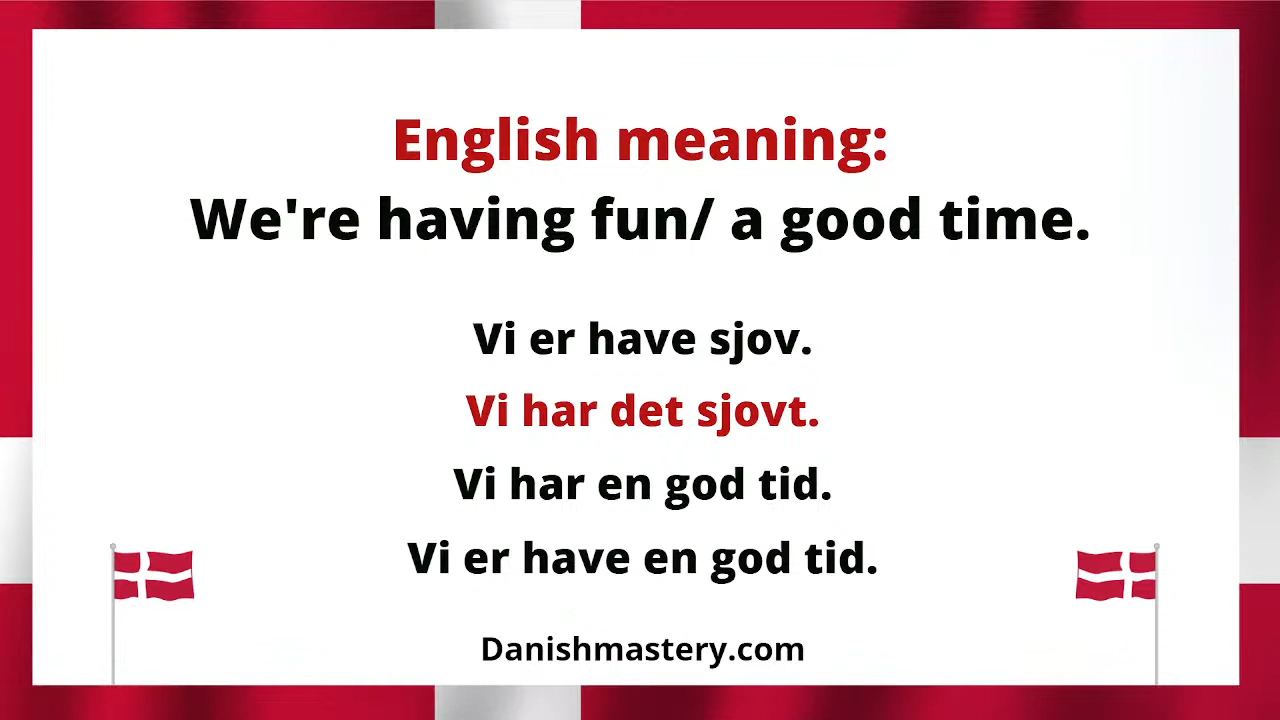 English meaning:
We're having fun/ a good time.
Vi er have sjov.
Vi har det sjovt.
Vi har en god tid.
Vi er have en god tid.
Danishmastery.com